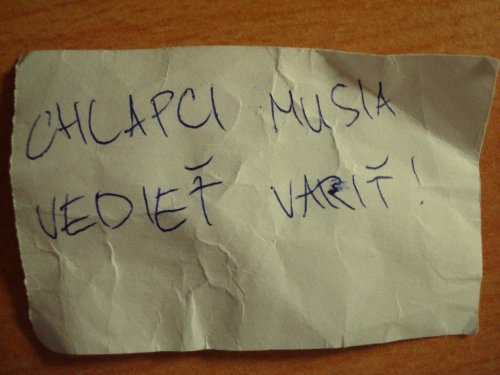 CHLAPCI MUSIA
VEDIEŤ VARIŤ!